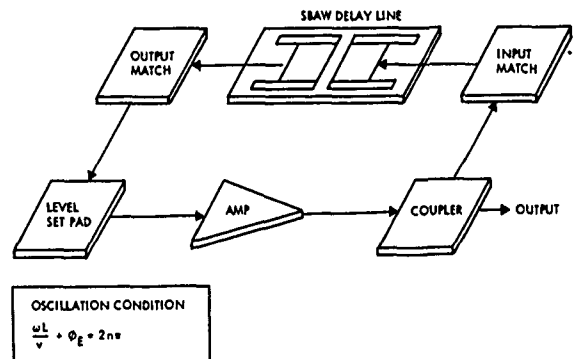 SBAW DELAY LINE
OUTPUT
MATCH
INPUT
MATCH
LEVEL
SET PAD
AMP
COUPLER
OUTPUT
OSCILLATION CONDITION
ωL/v + φE = 2nπ